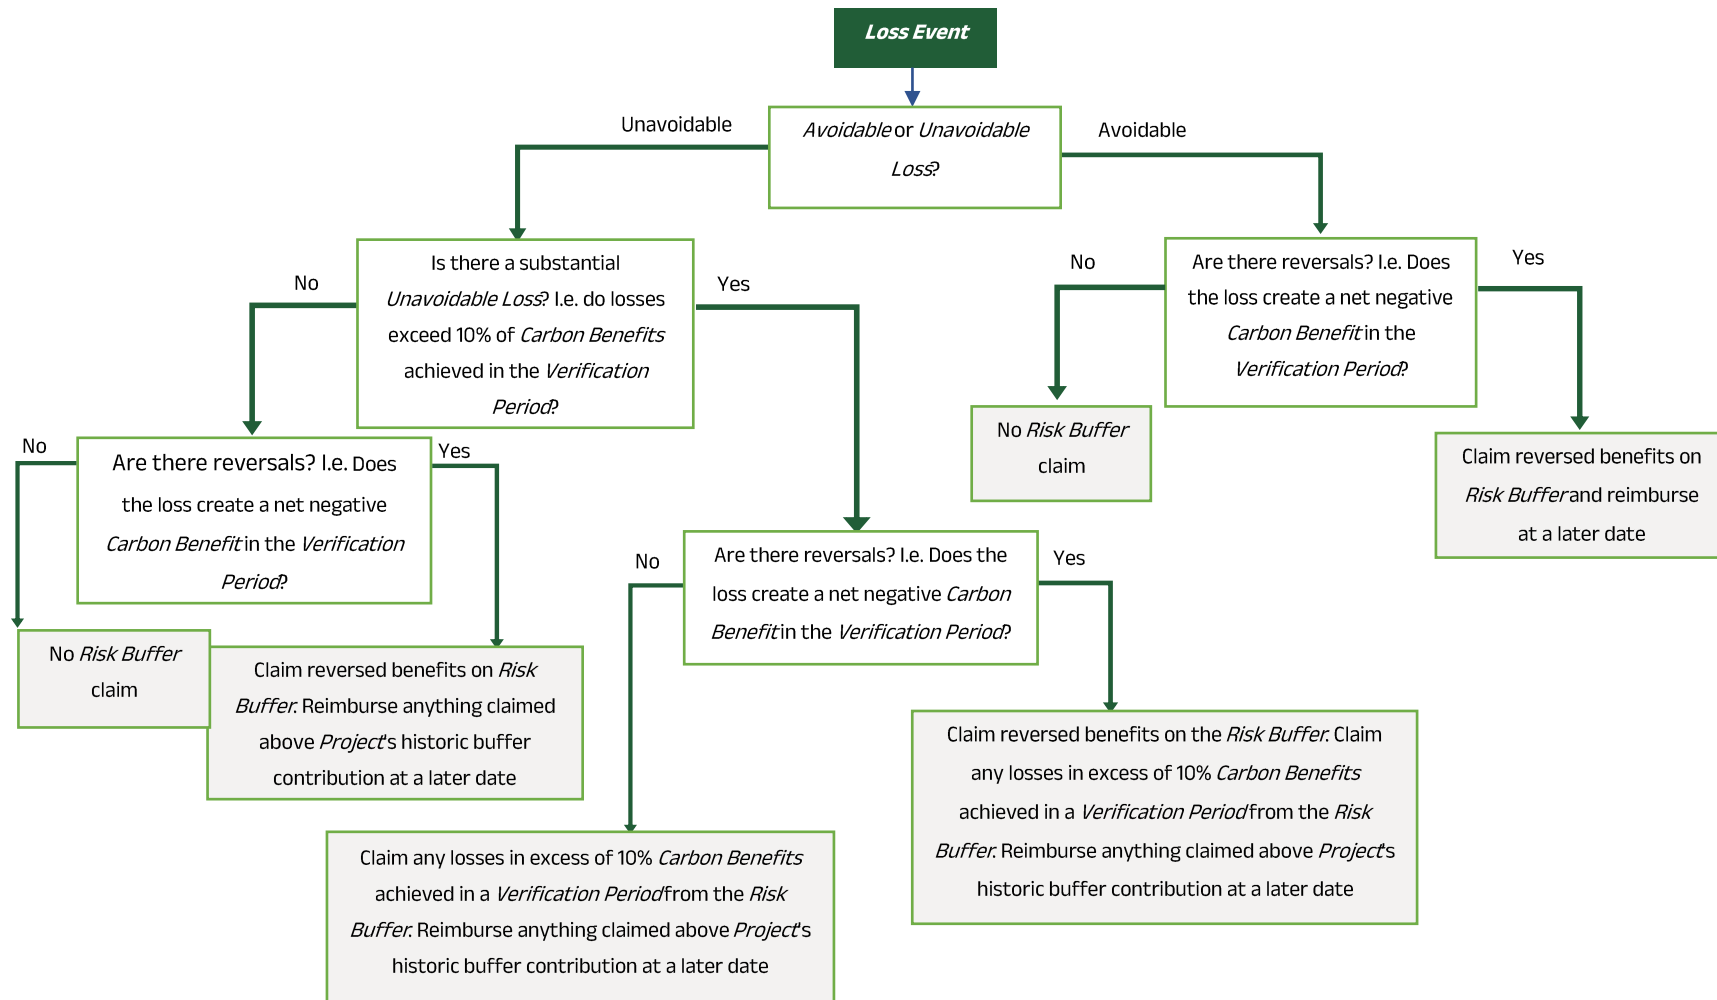 Loss Event
Avoidable or Unavoidable
Loss?
Unavoidable
Avoidable
Is there a substantial
Unavoidable Loss? I.e. do losses
exceed 10% of Carbon Benefits
achieved in the Verification
Period?
No
Yes
Are there reversals? I.e. Does
the loss create a net negative
Carbon Benefit in the
Verification Period?
No
Yes
No Risk Buffer
claim
Claim reversed benefits on
Risk Buffer and reimburse
at a later date
Are there reversals? I.e. Does
the loss create a net negative
Carbon Benefit in the Verification
Period?
No
Yes
No Risk Buffer
claim
Claim reversed benefits on Risk
Buffer. Reimburse anything claimed
above Project's historic buffer
contribution at a later date
Are there reversals? I.e. Does the
loss create a net negative Carbon
Benefit in the Verification Period?
No
Yes
Claim any losses in excess of 10% Carbon Benefits
achieved in a Verification Period from the Risk
Buffer. Reimburse anything claimed above Project's
historic buffer contribution at a later date
Claim reversed benefits on the Risk Buffer. Claim
any losses in excess of 10% Carbon Benefits
achieved in a Verification Period from the Risk
Buffer. Reimburse anything claimed above Project's
historic buffer contribution at a later date